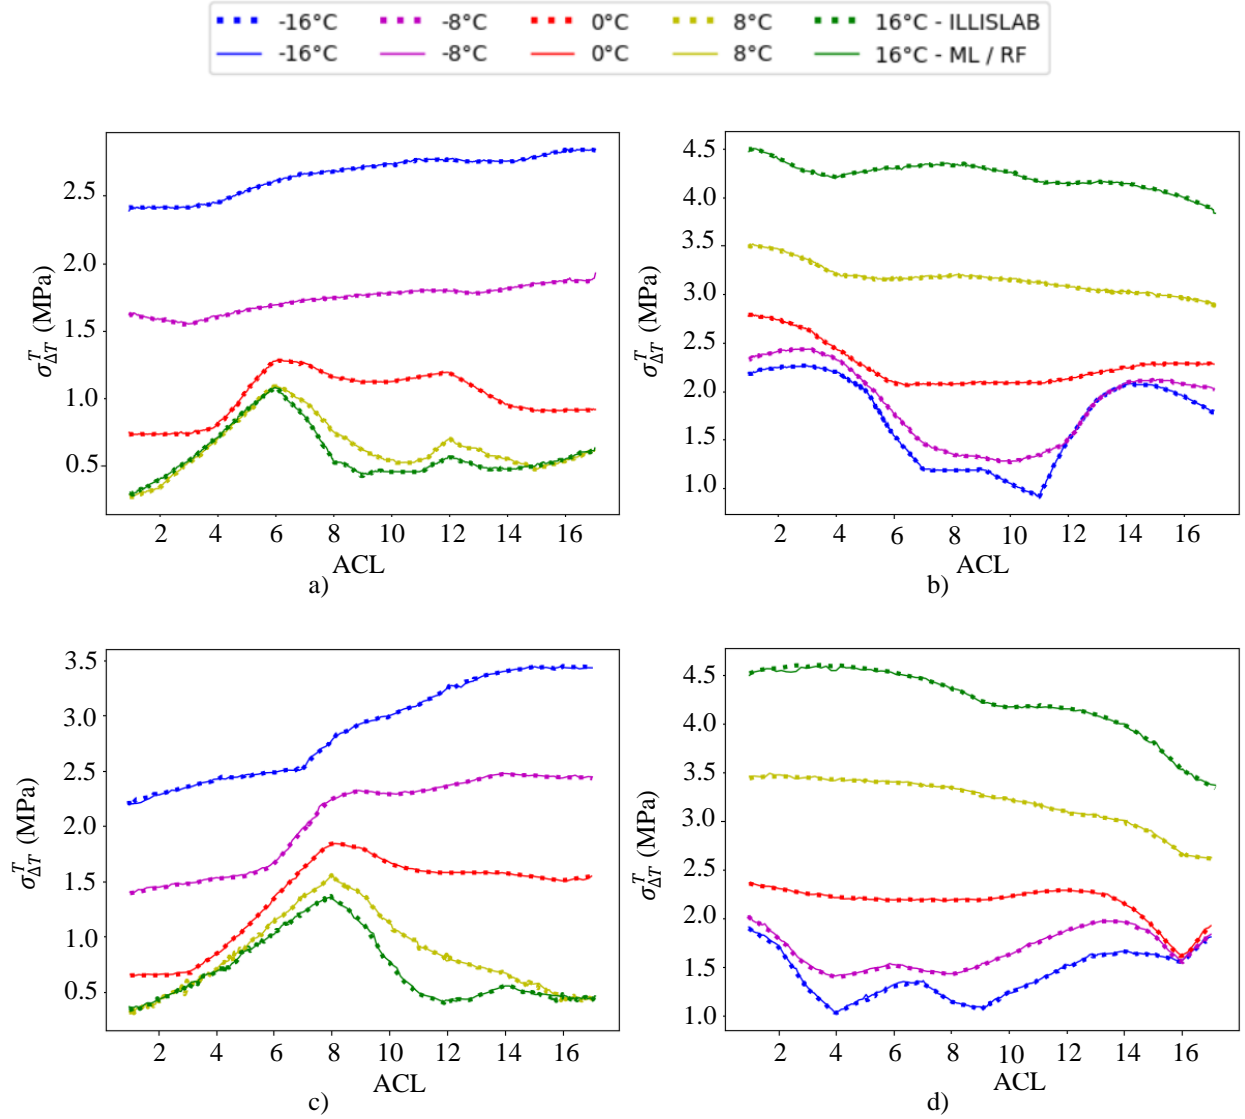 -16°C -8°C 0°C 8°C 16°C - ILLISLAB
-16°C -8°C 0°C 8°C 16°C - ML / RF
2.5
2.0
1.5
1.0
0.5
σ^T_ΔT (MPa)
2 4 6 8 10 12 14 16
ACL
a)
4.5
4.0
3.5
3.0
2.5
2.0
1.5
1.0
σ^T_ΔT (MPa)
2 4 6 8 10 12 14 16
ACL
b)
3.5
3.0
2.5
2.0
1.5
1.0
0.5
σ^T_ΔT (MPa)
2 4 6 8 10 12 14 16
ACL
c)
4.5
4.0
3.5
3.0
2.5
2.0
1.5
1.0
σ^T_ΔT (MPa)
2 4 6 8 10 12 14 16
ACL
d)